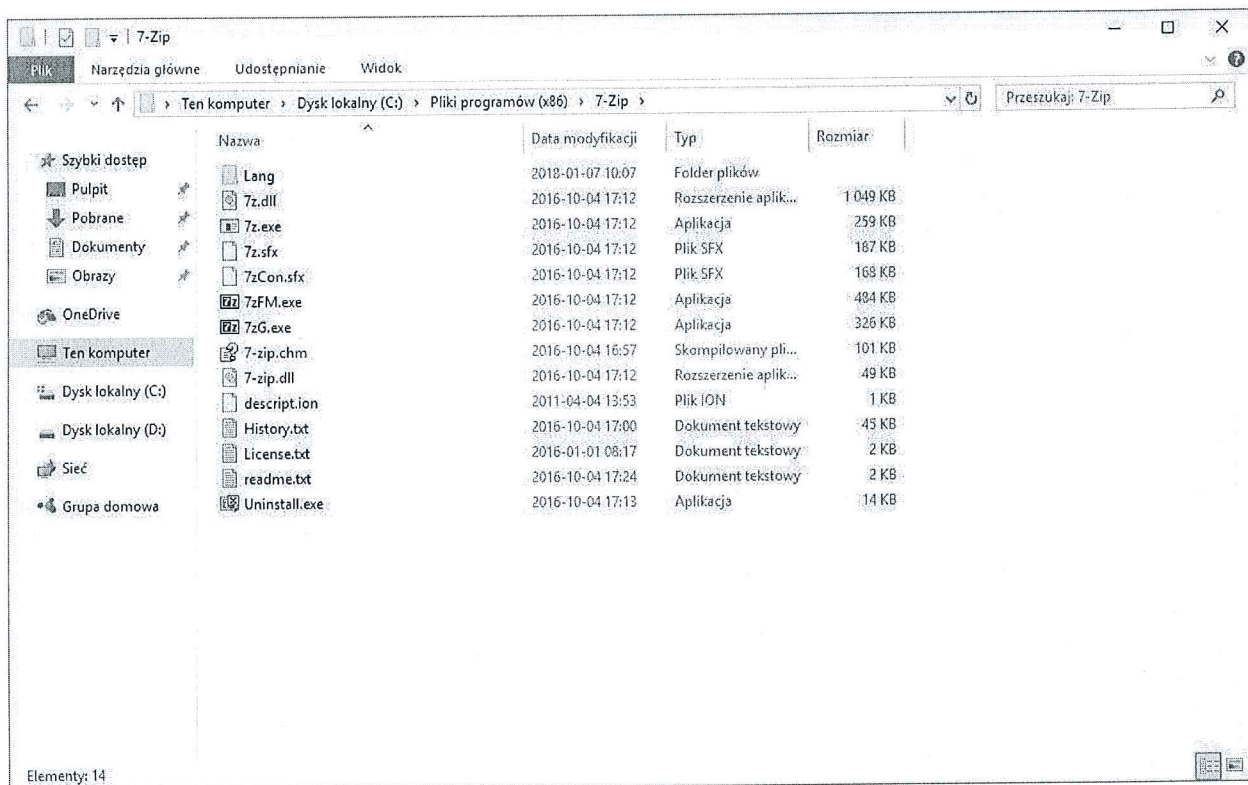 7-Zip
Plik Narzędzia główne Udostępnianie Widok
Ten komputer › Dysk lokalny (C:) › Pliki programów (x86) › 7-Zip ›
Przeszukaj: 7-Zip
Szybki dostęp
Pulpit
Pobrane
Dokumenty
Obrazy
OneDrive
Ten komputer
Dysk lokalny (C:)
Dysk lokalny (D:)
Sieć
Grupa domowa
Nazwa Data modyfikacji Typ Rozmiar
Lang 2018-01-07 10:07 Folder plików
7z.dll 2016-10-04 17:12 Rozszerzenie aplik... 1 049 KB
7z.exe 2016-10-04 17:12 Aplikacja 259 KB
7z.sfx 2016-10-04 17:12 Plik SFX 187 KB
7zCon.sfx 2016-10-04 17:12 Plik SFX 168 KB
7zFM.exe 2016-10-04 17:12 Aplikacja 484 KB
7zG.exe 2016-10-04 17:12 Aplikacja 326 KB
7-zip.chm 2016-10-04 16:57 Skompilowany pli... 101 KB
7-zip.dll 2016-10-04 17:12 Rozszerzenie aplik... 49 KB
descript.ion 2011-04-04 13:53 Plik ION 1 KB
History.txt 2016-10-04 17:00 Dokument tekstowy 45 KB
License.txt 2016-01-01 08:17 Dokument tekstowy 2 KB
readme.txt 2016-10-04 17:24 Dokument tekstowy 2 KB
Uninstall.exe 2016-10-04 17:13 Aplikacja 14 KB
Elementy: 14